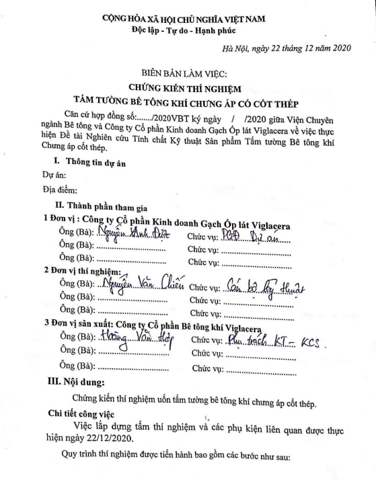 CỘNG HÒA XÃ HỘI CHỦ NGHĨA VIỆT NAM
Độc lập - Tự do - Hạnh phúc
Hà Nội, ngày 22 tháng 12 năm 2020
BIÊN BẢN LÀM VIỆC:
CHỨNG KIẾN THÍ NGHIỆM
TẤM TƯỜNG BÊ TÔNG KHÍ CHƯNG ÁP CÓ CỐT THÉP
Căn cứ hợp đồng số:....../2020VBT ký ngày / /2020 giữa Viện Chuyên
ngành Bê tông và Công ty Cổ phần Kinh doanh Gạch Ốp lát Viglacera về việc thực
hiện Đề tài Nghiên cứu Tính chất Kỹ thuật Sản phẩm Tấm tường Bê tông khí
Chưng áp cốt thép.
I. Thông tin dự án
Dự án:
Địa điểm:
II. Thành phần tham gia
1 Đơn vị : Công ty Cổ phần Kinh doanh Gạch Ốp lát Viglacera
Ông (Bà): Nguyễn Anh Chức vụ: Dự án
Ông (Bà): Chức vụ:
Ông (Bà): Chức vụ:
2 Đơn vị thí nghiệm:
Ông (Bà): Nguyễn Văn Chiến Chức vụ: Cán bộ kỹ thuật
Ông (Bà): Chức vụ:
Ông (Bà): Chức vụ:
3 Đơn vị sản xuất: Công ty Cổ phần Bê tông khí Viglacera
Ông (Bà): Hoàng Văn Chức vụ: Phụ trách KT - KCS.
Ông (Bà): Chức vụ:
Ông (Bà): Chức vụ:
III. Nội dung:
Chứng kiến thí nghiệm uốn tấm tường bê tông khí chưng áp cốt thép.
Chi tiết công việc
Việc lắp dựng tấm thí nghiệm và các phụ kiện liên quan được thực
hiện ngày 22/12/2020.
Quy trình thí nghiệm được tiến hành bao gồm các bước như sau: